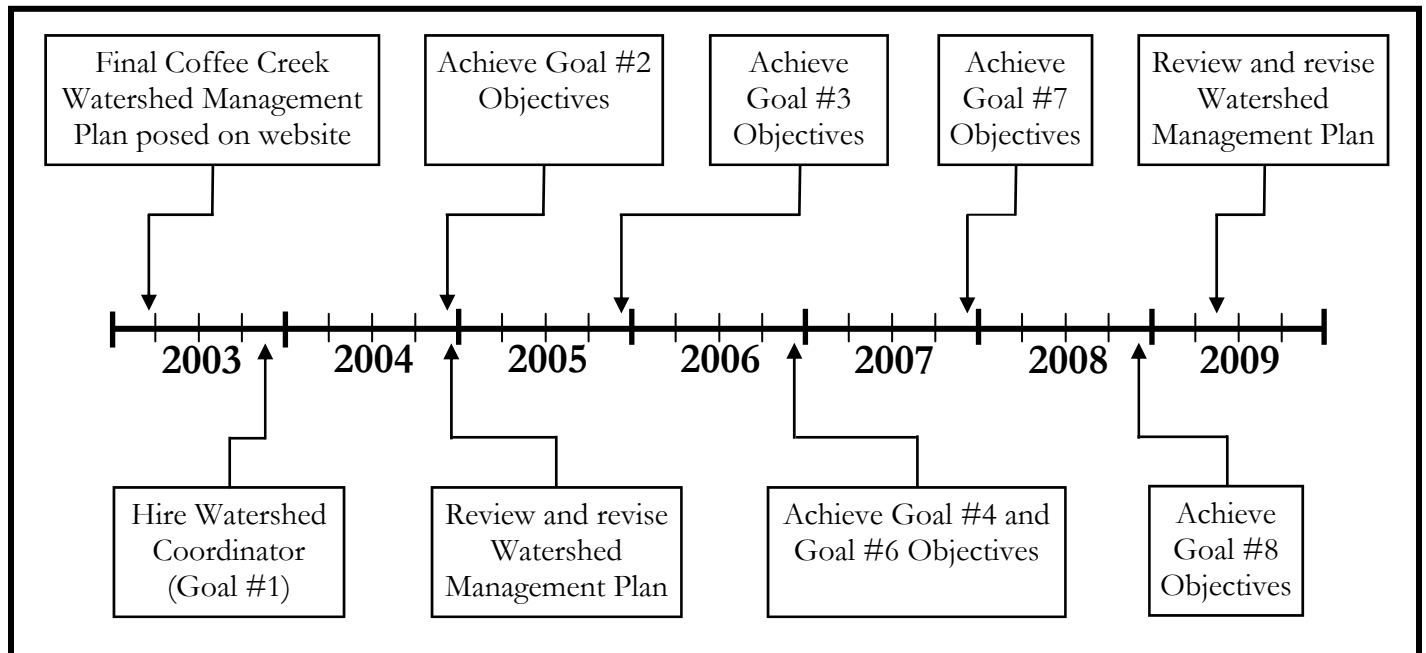 Final Coffee Creek
Watershed Management
Plan posed on website
Achieve Goal #2
Objectives
Achieve
Goal #3
Objectives
Achieve
Goal #7
Objectives
Review and revise
Watershed
Management Plan
2003
2004
2005
2006
2007
2008
2009
Hire Watershed
Coordinator
(Goal #1)
Review and revise
Watershed
Management Plan
Achieve Goal #4 and
Goal #6 Objectives
Achieve
Goal #8
Objectives